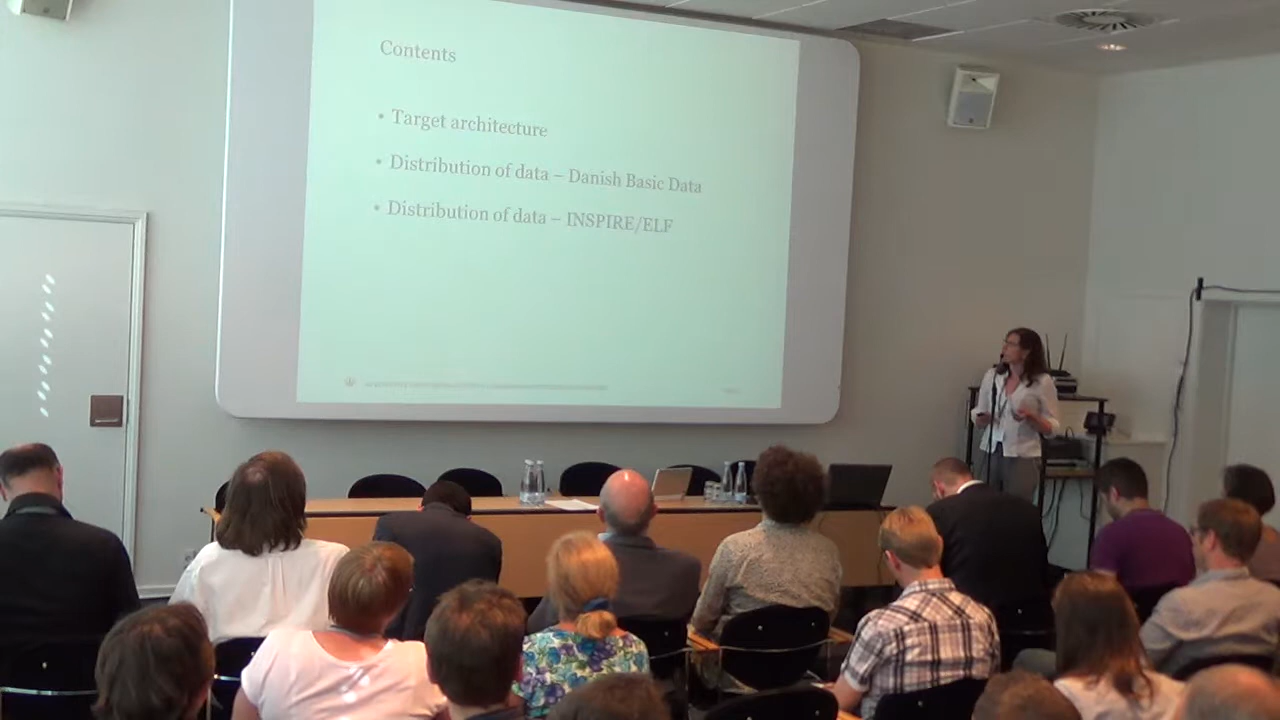 Contents
• Target architecture
• Distribution of data – Danish Basic Data
• Distribution of data – INSPIRE/ELF